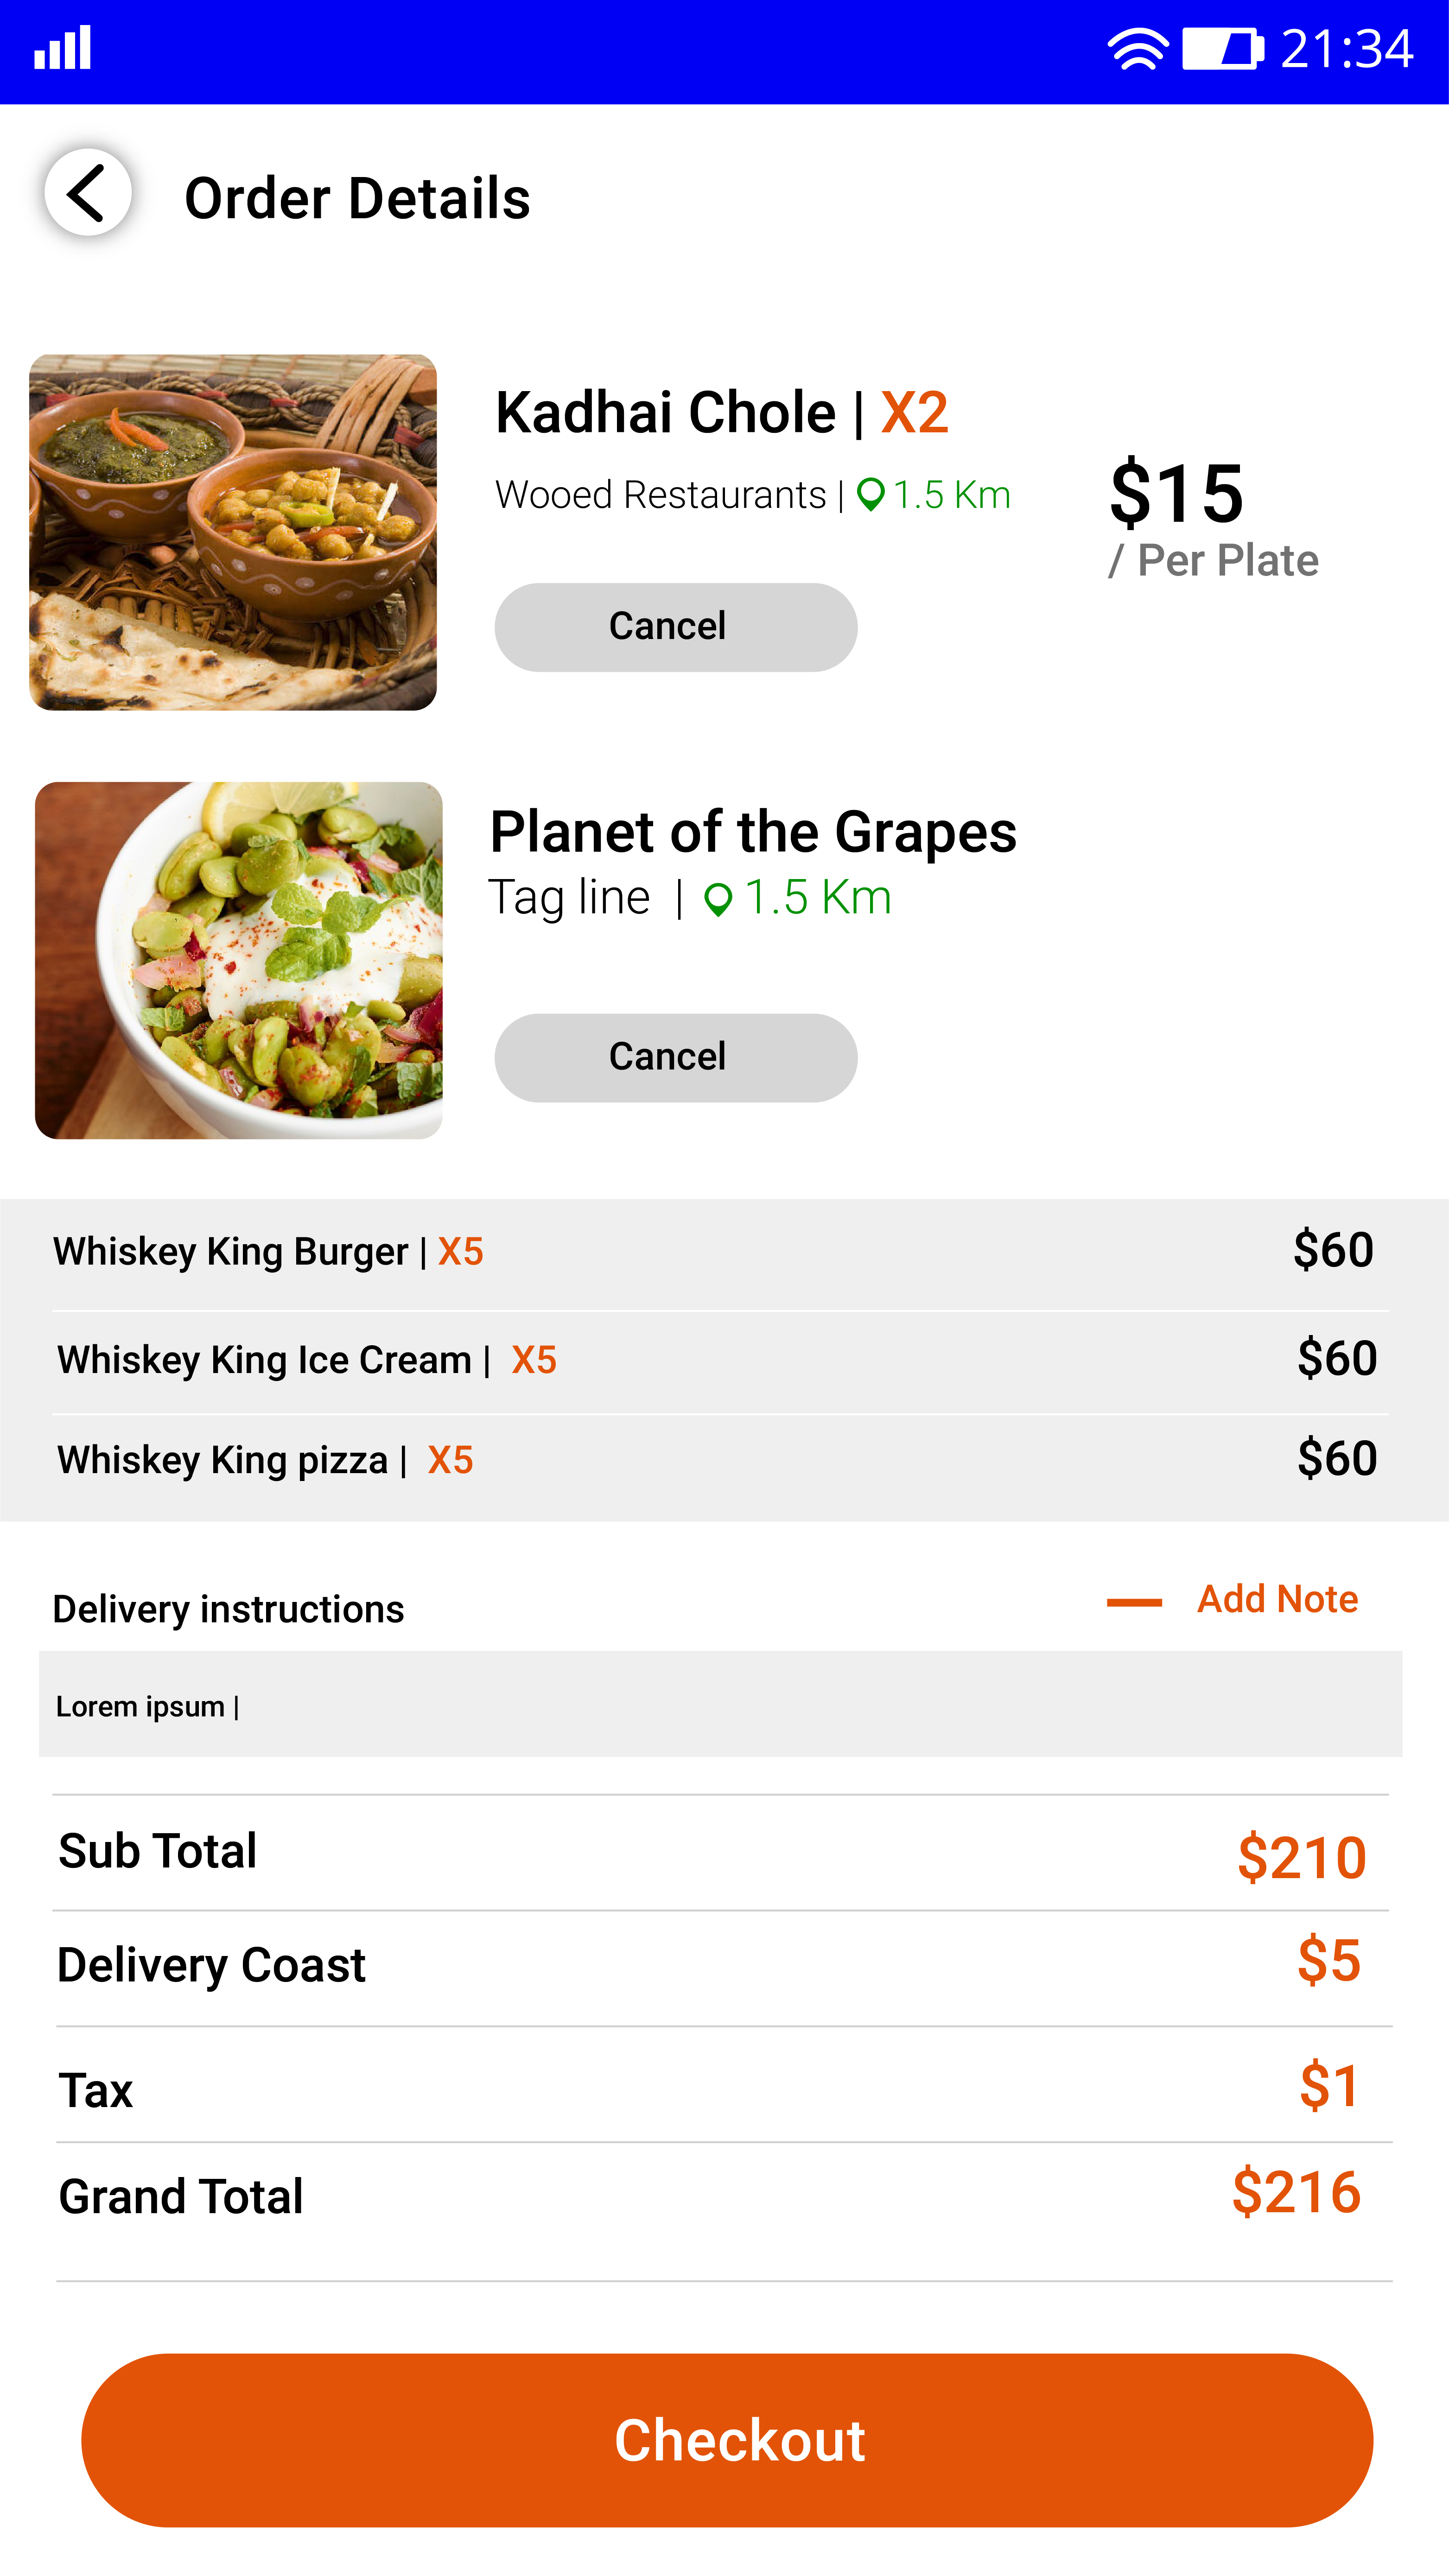 21:34
Order Details
Kadhai Chole | X2
Wooed Restaurants | 1.5 Km
$15
/ Per Plate
Cancel
Planet of the Grapes
Tag line | 1.5 Km
Cancel
Whiskey King Burger | X5 $60
Whiskey King Ice Cream | X5 $60
Whiskey King pizza | X5 $60
Delivery instructions — Add Note
Lorem ipsum |
Sub Total $210
Delivery Coast $5
Tax $1
Grand Total $216
Checkout